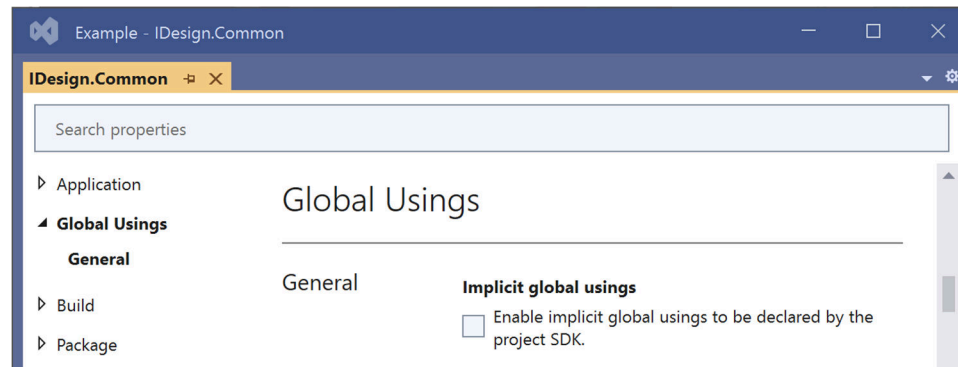 Example - IDesign.Common
IDesign.Common
Search properties
Application
Global Usings
General
Build
Package
Global Usings
General
Implicit global usings
Enable implicit global usings to be declared by the
project SDK.